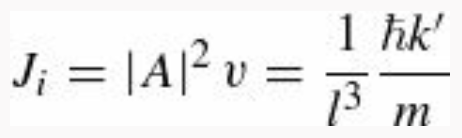 J_i = |A|^2 v = \frac{1}{l^3} \frac{\hbar k'}{m}